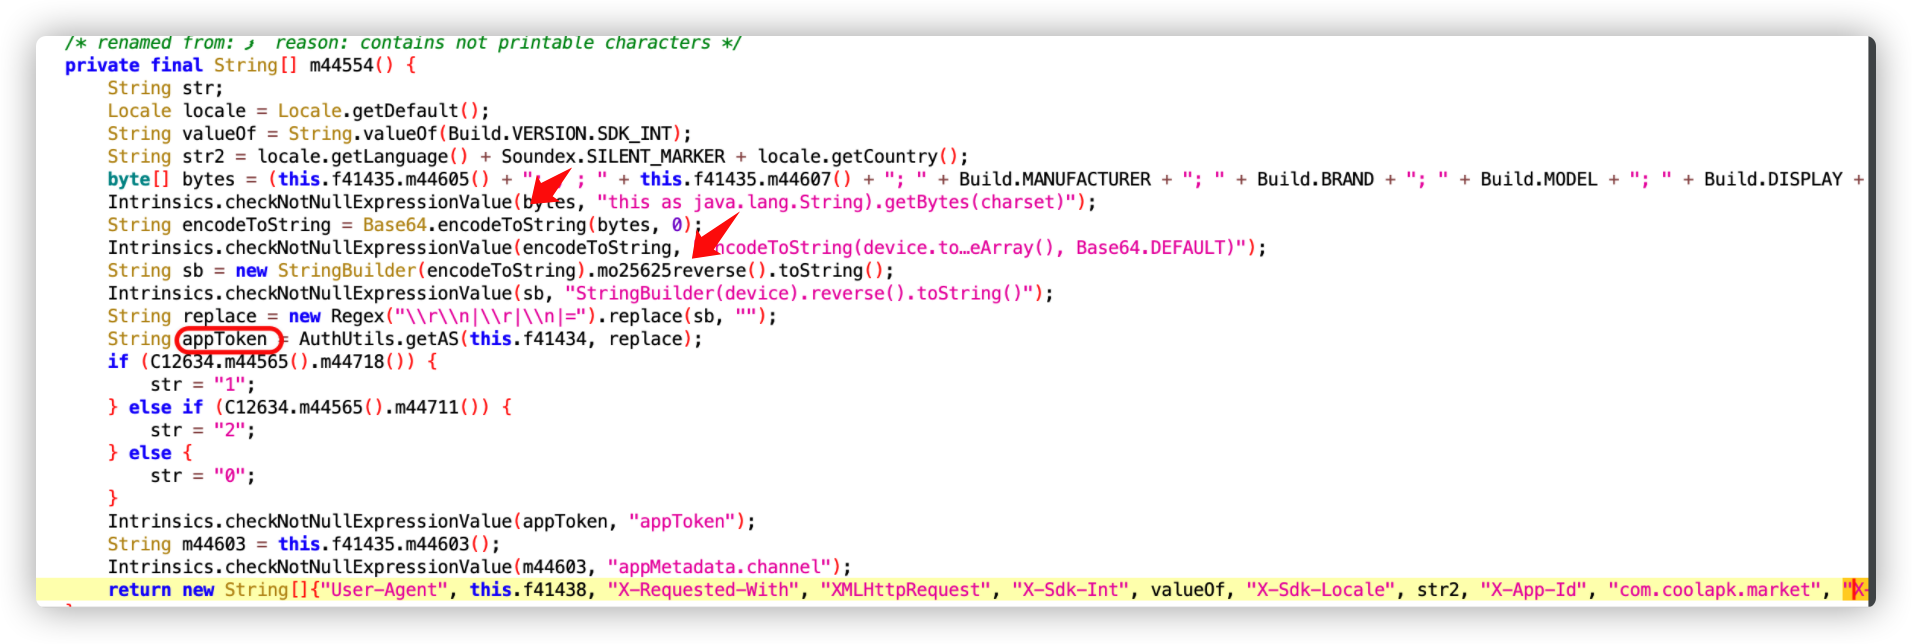 /* renamed from: ۏ  reason: contains not printable characters */
private final String[] m44554() {
String str;
Locale locale = Locale.getDefault();
String valueOf = String.valueOf(Build.VERSION.SDK_INT);
String str2 = locale.getLanguage() + Soundex.SILENT_MARKER + locale.getCountry();
byte[] bytes = (this.f41435.m44605() + "; ; ; " + this.f41435.m44607() + "; " + Build.MANUFACTURER + "; " + Build.BRAND + "; " + Build.MODEL + "; " + Build.DISPLAY +
Intrinsics.checkNotNullExpressionValue(bytes, "this as java.lang.String).getBytes(charset)");
String encodeToString = Base64.encodeToString(bytes, 0);
Intrinsics.checkNotNullExpressionValue(encodeToString, "encodeToString(device.to…eArray(), Base64.DEFAULT)");
String sb = new StringBuilder(encodeToString).mo25625reverse().toString();
Intrinsics.checkNotNullExpressionValue(sb, "StringBuilder(device).reverse().toString()");
String replace = new Regex("\\r\\n|\\r|\\n|=").replace(sb, "");
String appToken = AuthUtils.getAS(this.f41434, replace);
if (C12634.m44565().m44718()) {
str = "1";
} else if (C12634.m44565().m44711()) {
str = "2";
} else {
str = "0";
}
Intrinsics.checkNotNullExpressionValue(appToken, "appToken");
String m44603 = this.f41435.m44603();
Intrinsics.checkNotNullExpressionValue(m44603, "appMetadata.channel");
return new String[]{"User-Agent", this.f41438, "X-Requested-With", "XMLHttpRequest", "X-Sdk-Int", valueOf, "X-Sdk-Locale", str2, "X-App-Id", "com.coolapk.market", "X-